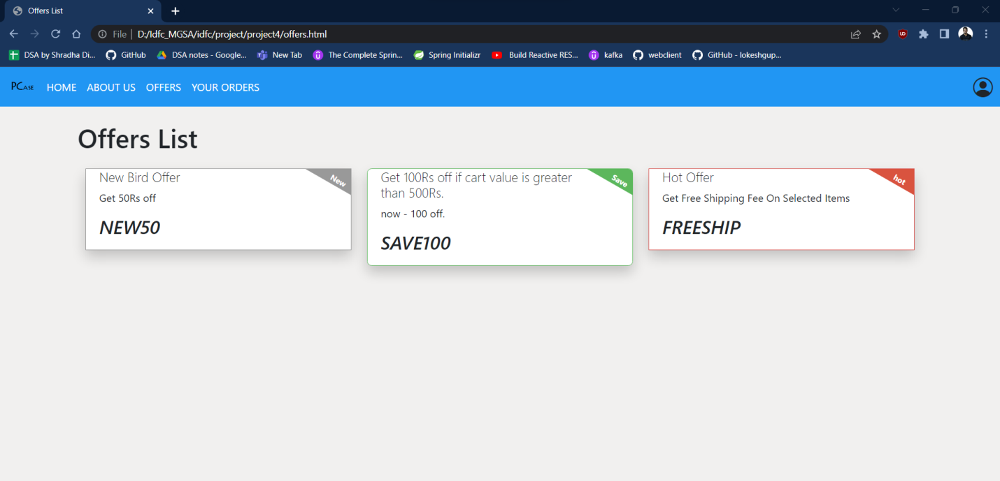 Offers List
File | D:/Idfc_MGSA/idfc/project/project4/offers.html
DSA by Shradha Di... GitHub DSA notes - Google... New Tab The Complete Sprin... Spring Initializr Build Reactive RES... kafka webclient GitHub - lokeshgup...
PCASE HOME ABOUT US OFFERS YOUR ORDERS
Offers List
New Bird Offer
New
Get 50Rs off
NEW50
Get 100Rs off if cart value is greater
than 500Rs.
Save
now - 100 off.
SAVE100
Hot Offer
hot
Get Free Shipping Fee On Selected Items
FREESHIP